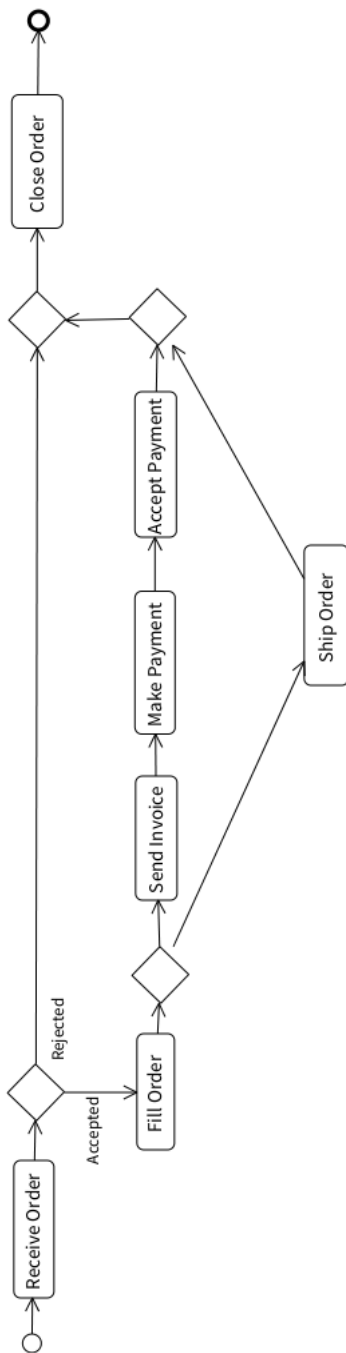 Receive Order
Rejected
Accepted
Fill Order
Send Invoice
Make Payment
Accept Payment
Ship Order
Close Order